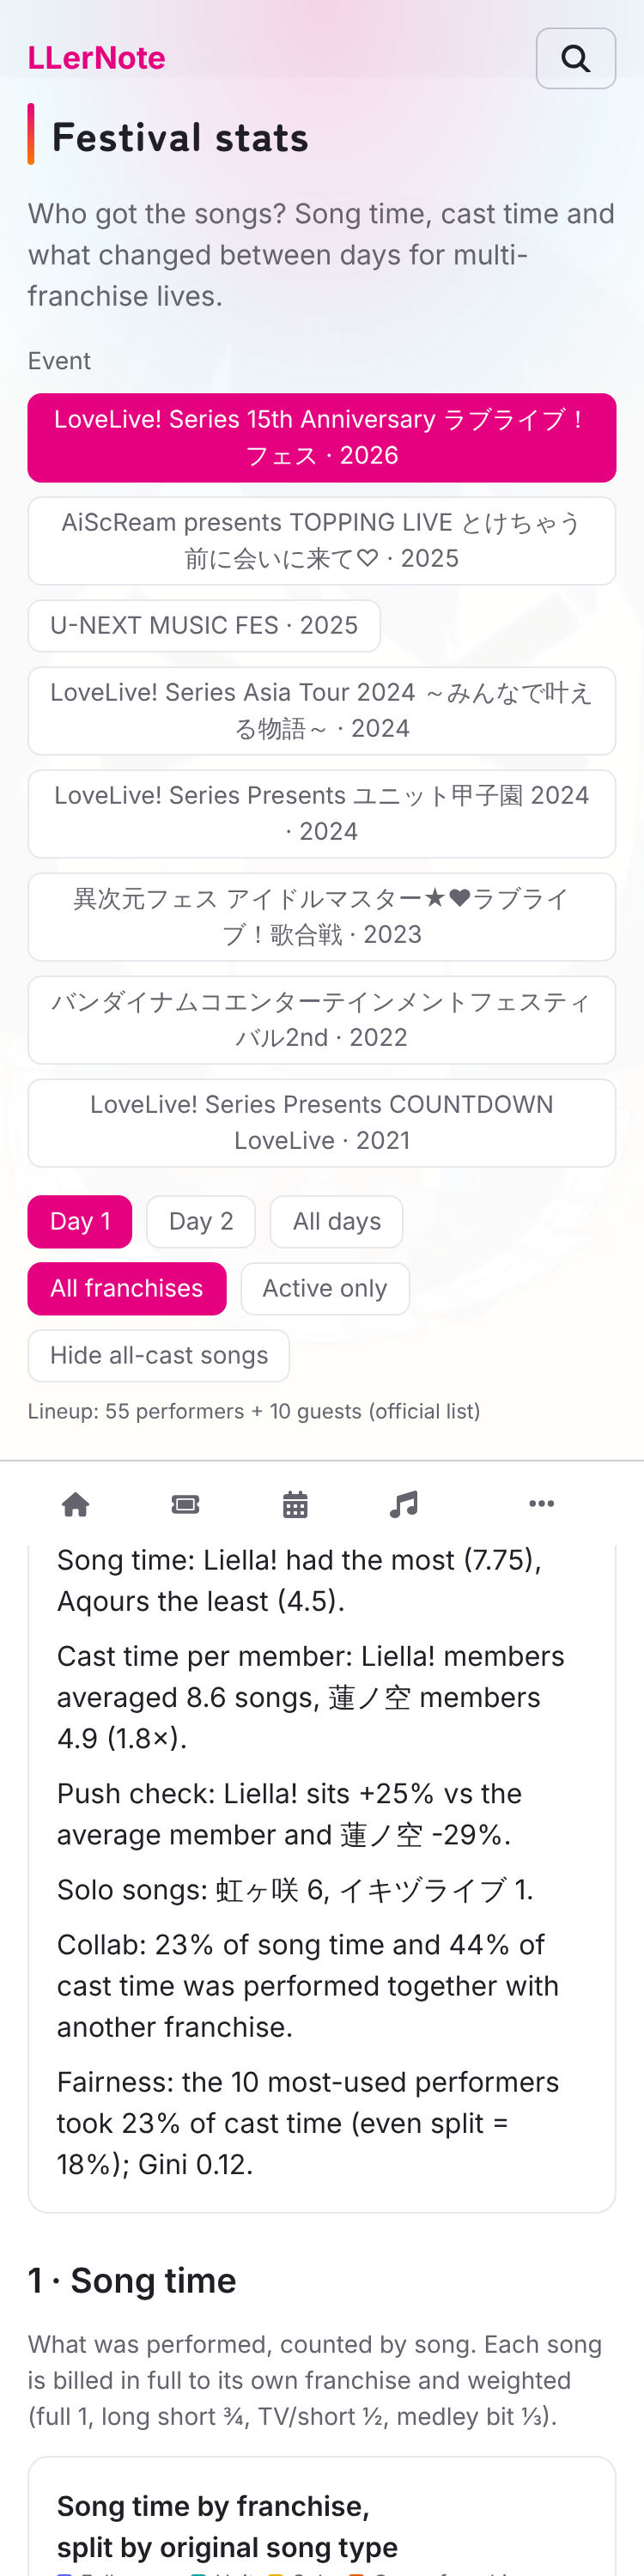 LLerNote
Festival stats
Who got the songs? Song time, cast time and
what changed between days for multi-
franchise lives.
Event
LoveLive! Series 15th Anniversary ラブライブ！
フェス · 2026
AiScReam presents TOPPING LIVE とけちゃう
前に会いに来て♡ · 2025
U-NEXT MUSIC FES · 2025
LoveLive! Series Asia Tour 2024 ～みんなで叶え
る物語～ · 2024
LoveLive! Series Presents ユニット甲子園 2024
· 2024
異次元フェス アイドルマスター★♥ラブライ
ブ！歌合戦 · 2023
バンダイナムコエンターテインメントフェスティ
バル2nd · 2022
LoveLive! Series Presents COUNTDOWN
LoveLive · 2021
Day 1 Day 2 All days
All franchises Active only
Hide all-cast songs
Lineup: 55 performers + 10 guests (official list)
Song time: Liella! had the most (7.75),
Aqours the least (4.5).
Cast time per member: Liella! members
averaged 8.6 songs, 蓮ノ空 members
4.9 (1.8×).
Push check: Liella! sits +25% vs the
average member and 蓮ノ空 -29%.
Solo songs: 虹ヶ咲 6, イキヅライブ 1.
Collab: 23% of song time and 44% of
cast time was performed together with
another franchise.
Fairness: the 10 most-used performers
took 23% of cast time (even split =
18%); Gini 0.12.
1 · Song time
What was performed, counted by song. Each song
is billed in full to its own franchise and weighted
(full 1, long short ¾, TV/short ½, medley bit ⅓).
Song time by franchise,
split by original song type